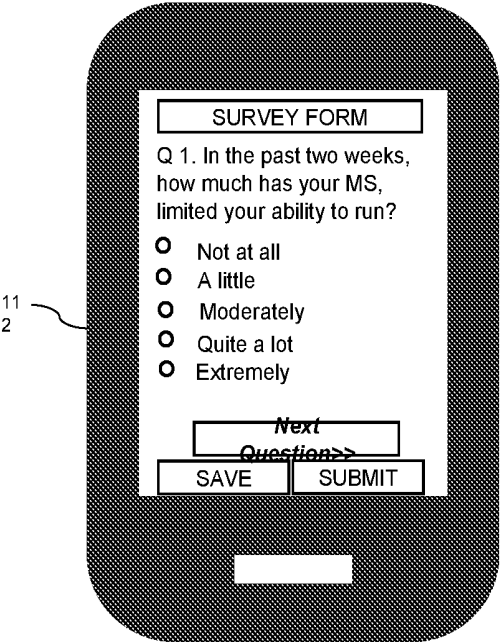 SURVEY FORM
Q 1. In the past two weeks,
how much has your MS,
limited your ability to run?
Not at all
A little
Moderately
Quite a lot
Extremely
11
2
Next
Question>>
SAVE SUBMIT